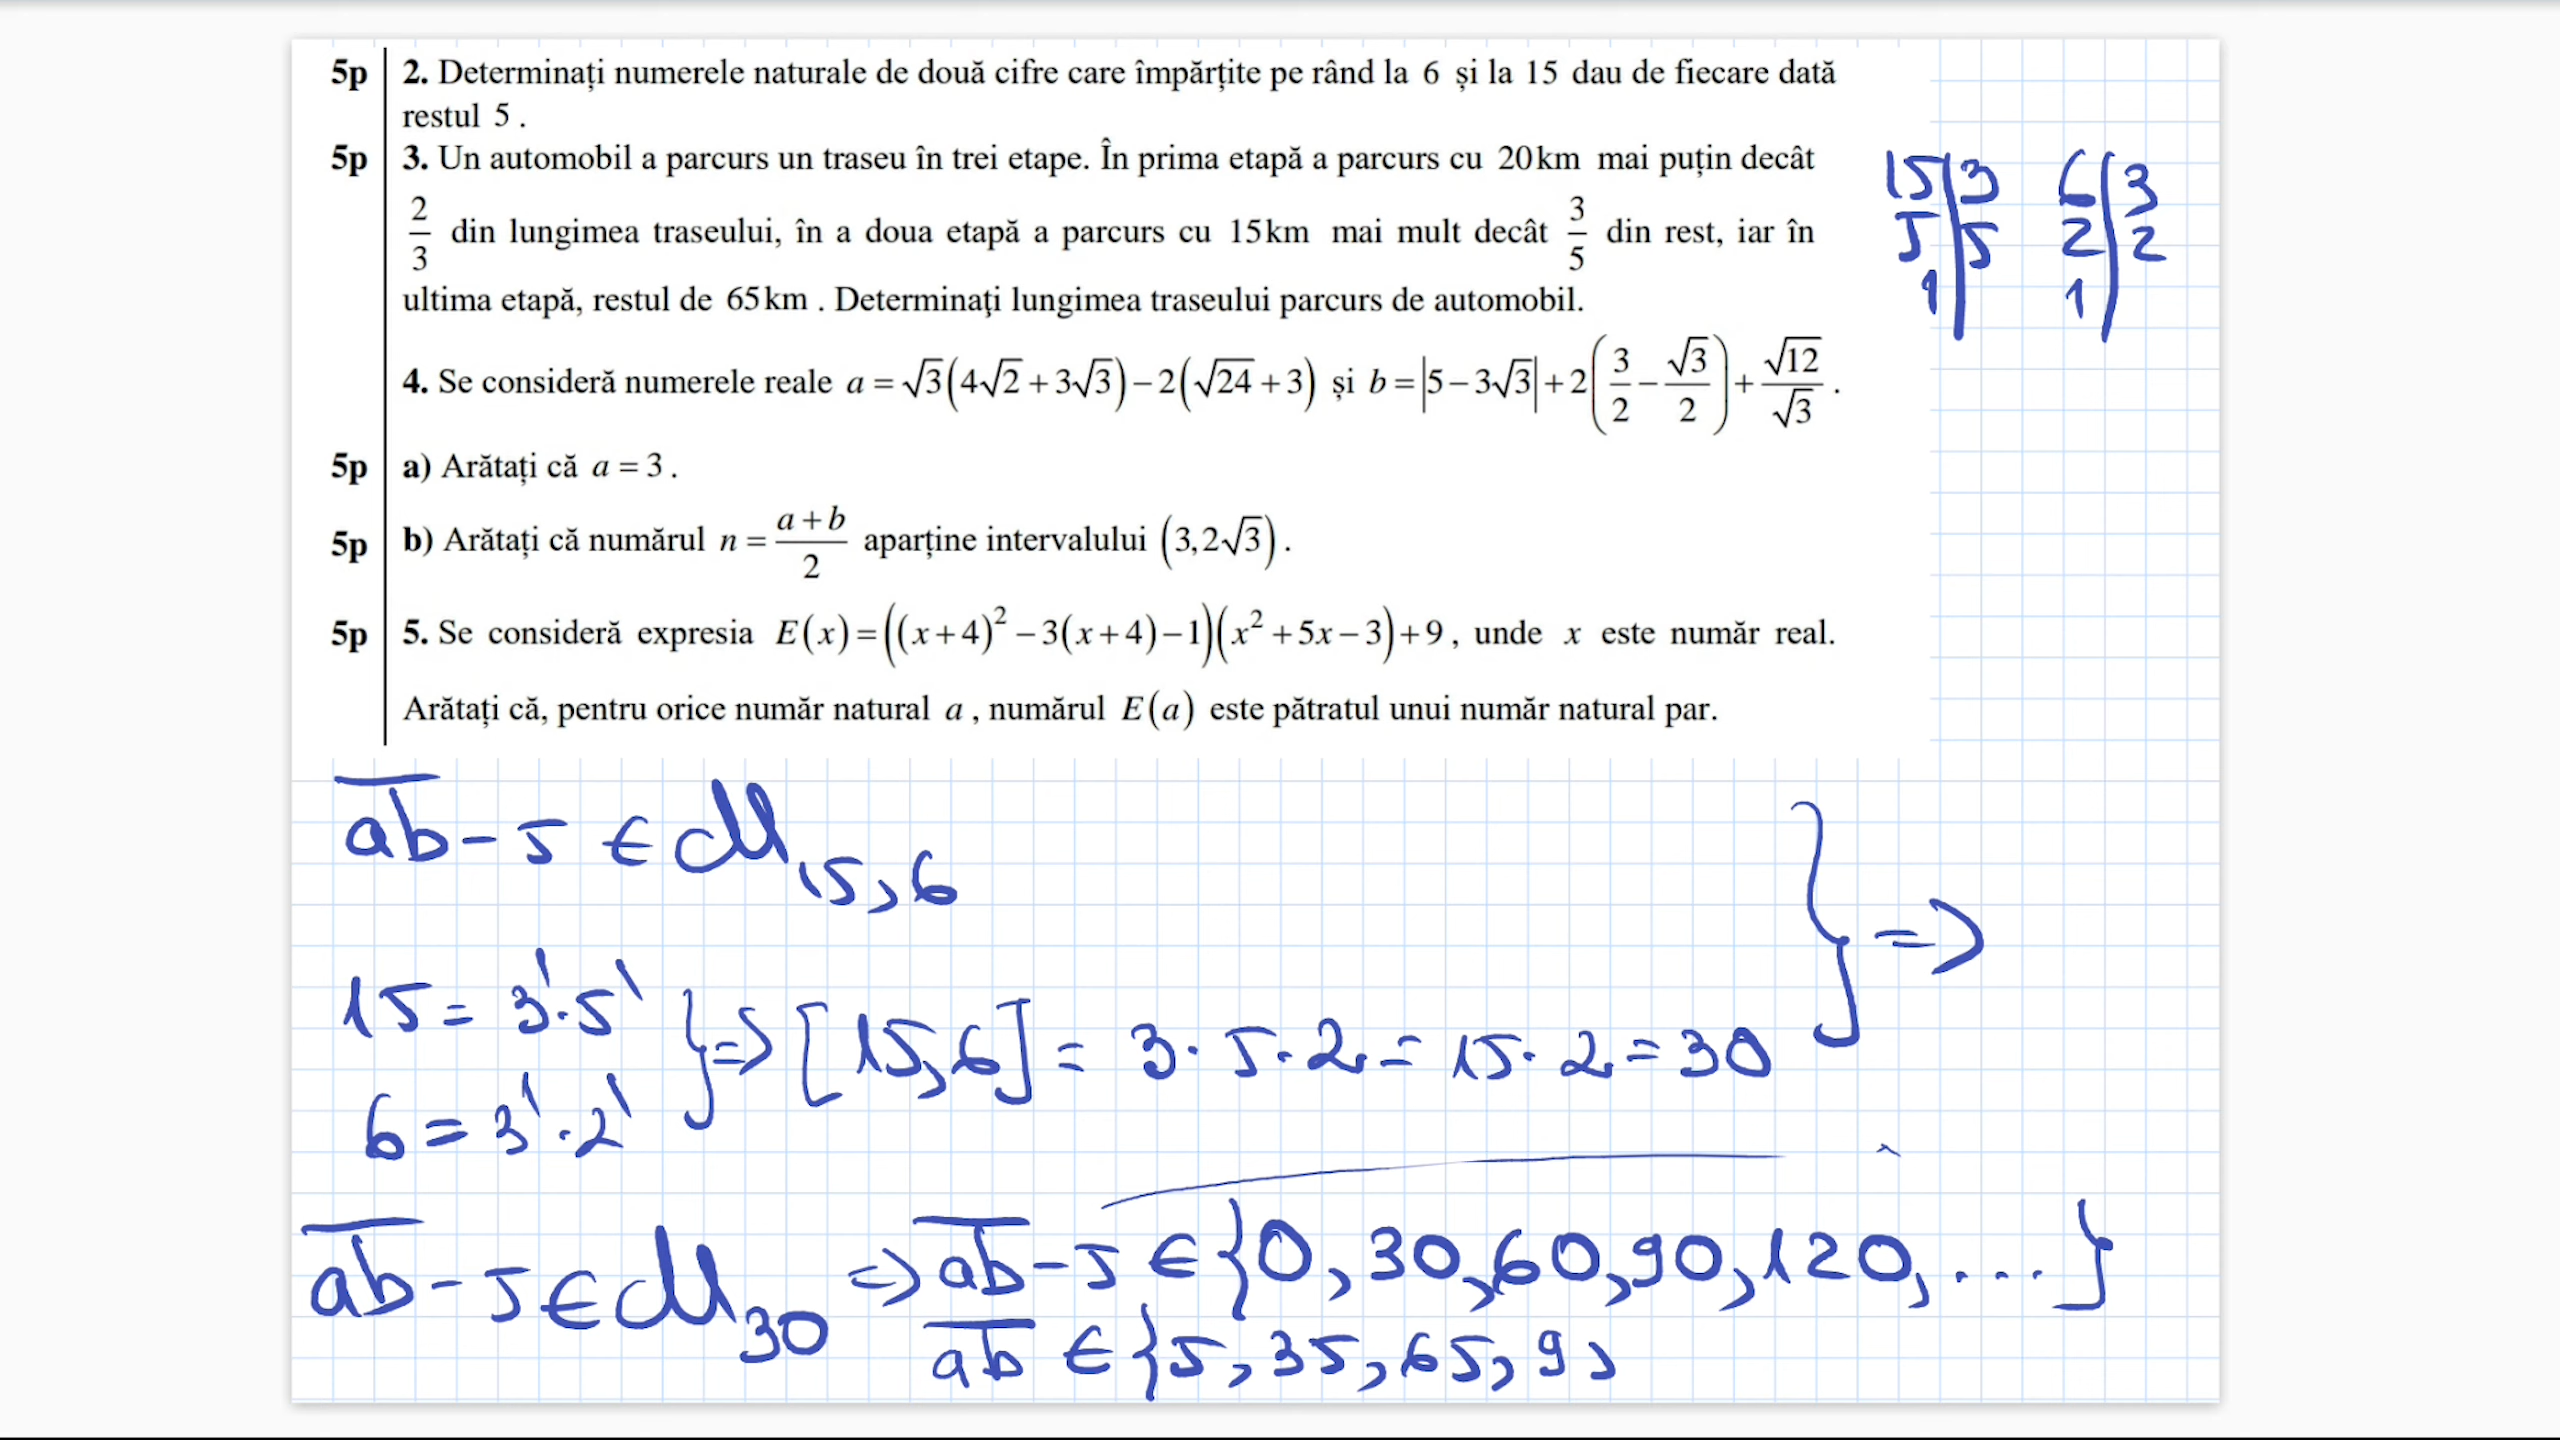 5p 2. Determinați numerele naturale de două cifre care împărțite pe rând la 6 și la 15 dau de fiecare dată
restul 5 .
5p 3. Un automobil a parcurs un traseu în trei etape. În prima etapă a parcurs cu 20 km mai puțin decât
2/3 din lungimea traseului, în a doua etapă a parcurs cu 15 km mai mult decât 3/5 din rest, iar în
ultima etapă, restul de 65 km . Determinați lungimea traseului parcurs de automobil.
15|3 6|3
5|5 2|2
1| 1|
4. Se consideră numerele reale a = √3(4√2 + 3√3) − 2(√24 + 3) și b = |5 − 3√3| + 2(3/2 − √3/2) + √12/√3 .
5p a) Arătați că a = 3 .
5p b) Arătați că numărul n = (a + b)/2 aparține intervalului (3, 2√3) .
5p 5. Se consideră expresia E(x) = ((x + 4)² − 3(x + 4) − 1)(x² + 5x − 3) + 9 , unde x este număr real.
Arătați că, pentru orice număr natural a , numărul E(a) este pătratul unui număr natural par.
a̅b̅ − 5 ∈ M₁₅,₆ } =>
15 = 3¹·5¹
} => [15,6] = 3·5·2 = 15·2 = 30
6 = 3¹·2¹
a̅b̅ − 5 ∈ M₃₀ => a̅b̅ − 5 ∈ {0, 30, 60, 90, 120, ...}
a̅b̅ ∈ {5, 35, 65, 9